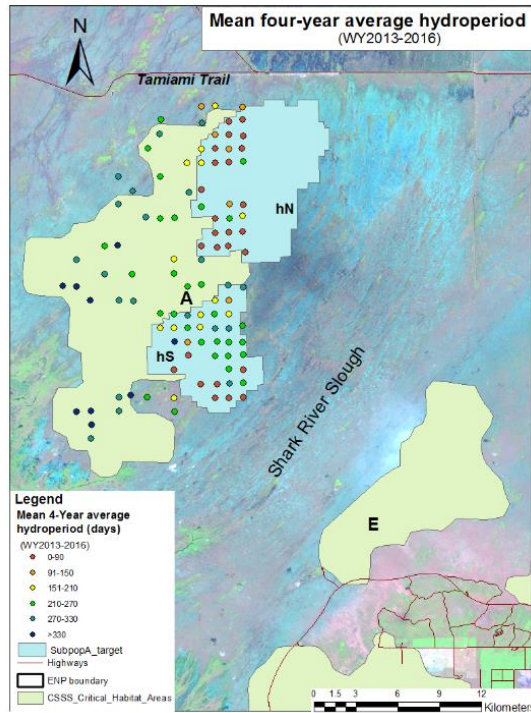 Mean four-year average hydroperiod
(WY2013-2016)
N
Tamiami Trail
hN
A
hS
Shark River Slough
E
Legend
Mean 4-Year average
hydroperiod (days)
(WY2013-2016)
0-90
91-150
151-210
210-270
270-330
>330
SubpopA_target
Highways
ENP boundary
CSSS_Critical_Habitat_Areas
0 1.5 3 6 9 12
Kilometer